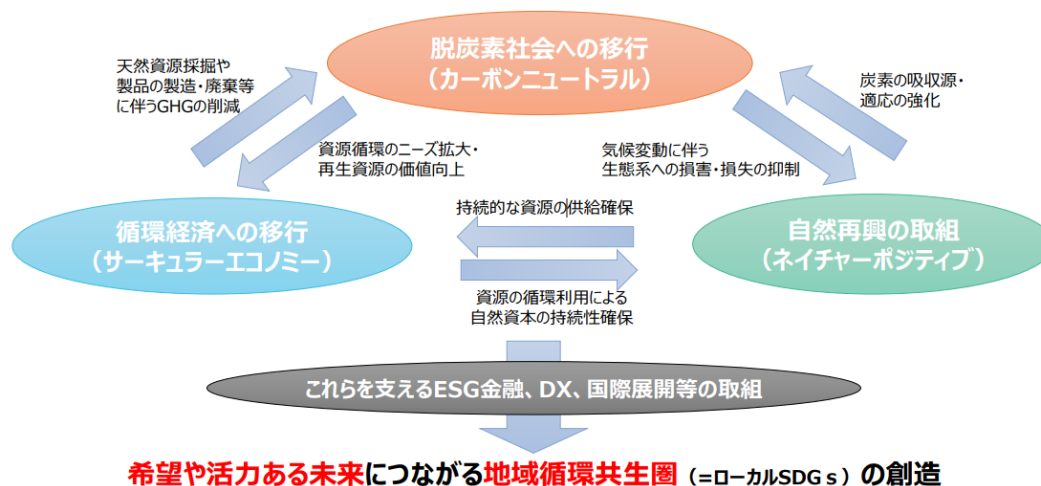 脱炭素社会への移行
（カーボンニュートラル）
天然資源採掘や
製品の製造・廃棄等
に伴うGHGの削減
炭素の吸収源・
適応の強化
資源循環のニーズ拡大・
再生資源の価値向上
気候変動に伴う
生態系への損害・損失の抑制
持続的な資源の供給確保
循環経済への移行
（サーキュラーエコノミー）
自然再興の取組
（ネイチャーポジティブ）
資源の循環利用による
自然資本の持続性確保
これらを支えるESG金融、DX、国際展開等の取組
希望や活力ある未来につながる地域循環共生圏（=ローカルSDGｓ）の創造